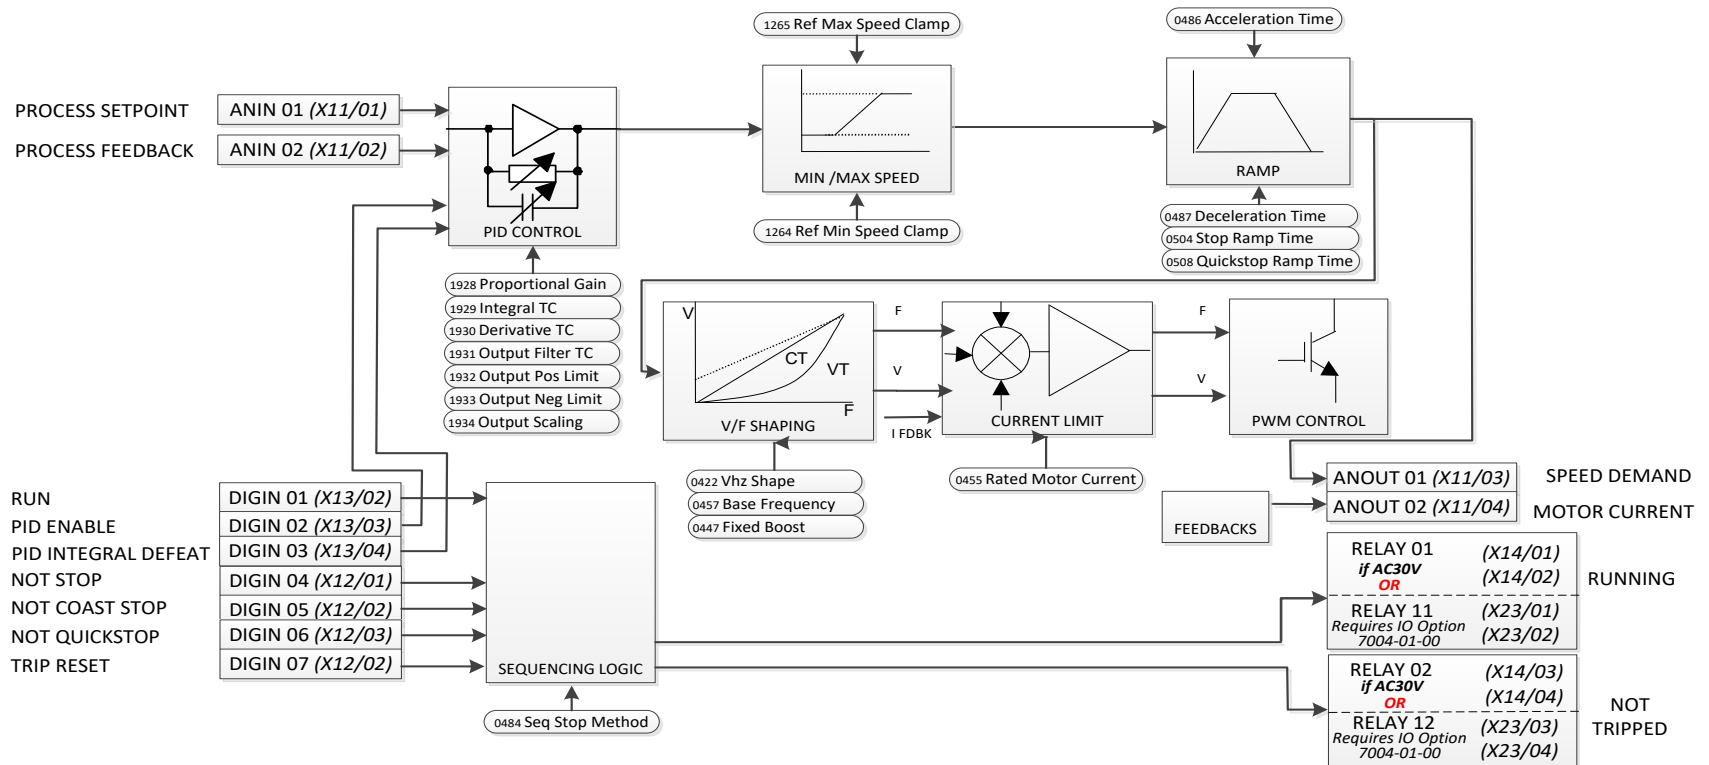 1265 Ref Max Speed Clamp
0486 Acceleration Time
PROCESS SETPOINT
ANIN 01 (X11/01)
PROCESS FEEDBACK
ANIN 02 (X11/02)
PID CONTROL
MIN /MAX SPEED
RAMP
1264 Ref Min Speed Clamp
0487 Deceleration Time
0504 Stop Ramp Time
0508 Quickstop Ramp Time
1928 Proportional Gain
1929 Integral TC
1930 Derivative TC
1931 Output Filter TC
1932 Output Pos Limit
1933 Output Neg Limit
1934 Output Scaling
V
CT
VT
F
V/F SHAPING
F
V
I FDBK
CURRENT LIMIT
F
V
PWM CONTROL
0422 Vhz Shape
0457 Base Frequency
0447 Fixed Boost
0455 Rated Motor Current
RUN
DIGIN 01 (X13/02)
PID ENABLE
DIGIN 02 (X13/03)
PID INTEGRAL DEFEAT
DIGIN 03 (X13/04)
NOT STOP
DIGIN 04 (X12/01)
NOT COAST STOP
DIGIN 05 (X12/02)
NOT QUICKSTOP
DIGIN 06 (X12/03)
TRIP RESET
DIGIN 07 (X12/02)
SEQUENCING LOGIC
0484 Seq Stop Method
FEEDBACKS
ANOUT 01 (X11/03)
SPEED DEMAND
ANOUT 02 (X11/04)
MOTOR CURRENT
RELAY 01
if AC30V
OR
(X14/01)
(X14/02)
RUNNING
RELAY 11
Requires IO Option
7004-01-00
(X23/01)
(X23/02)
RELAY 02
if AC30V
OR
(X14/03)
(X14/04)
NOT
TRIPPED
RELAY 12
Requires IO Option
7004-01-00
(X23/03)
(X23/04)